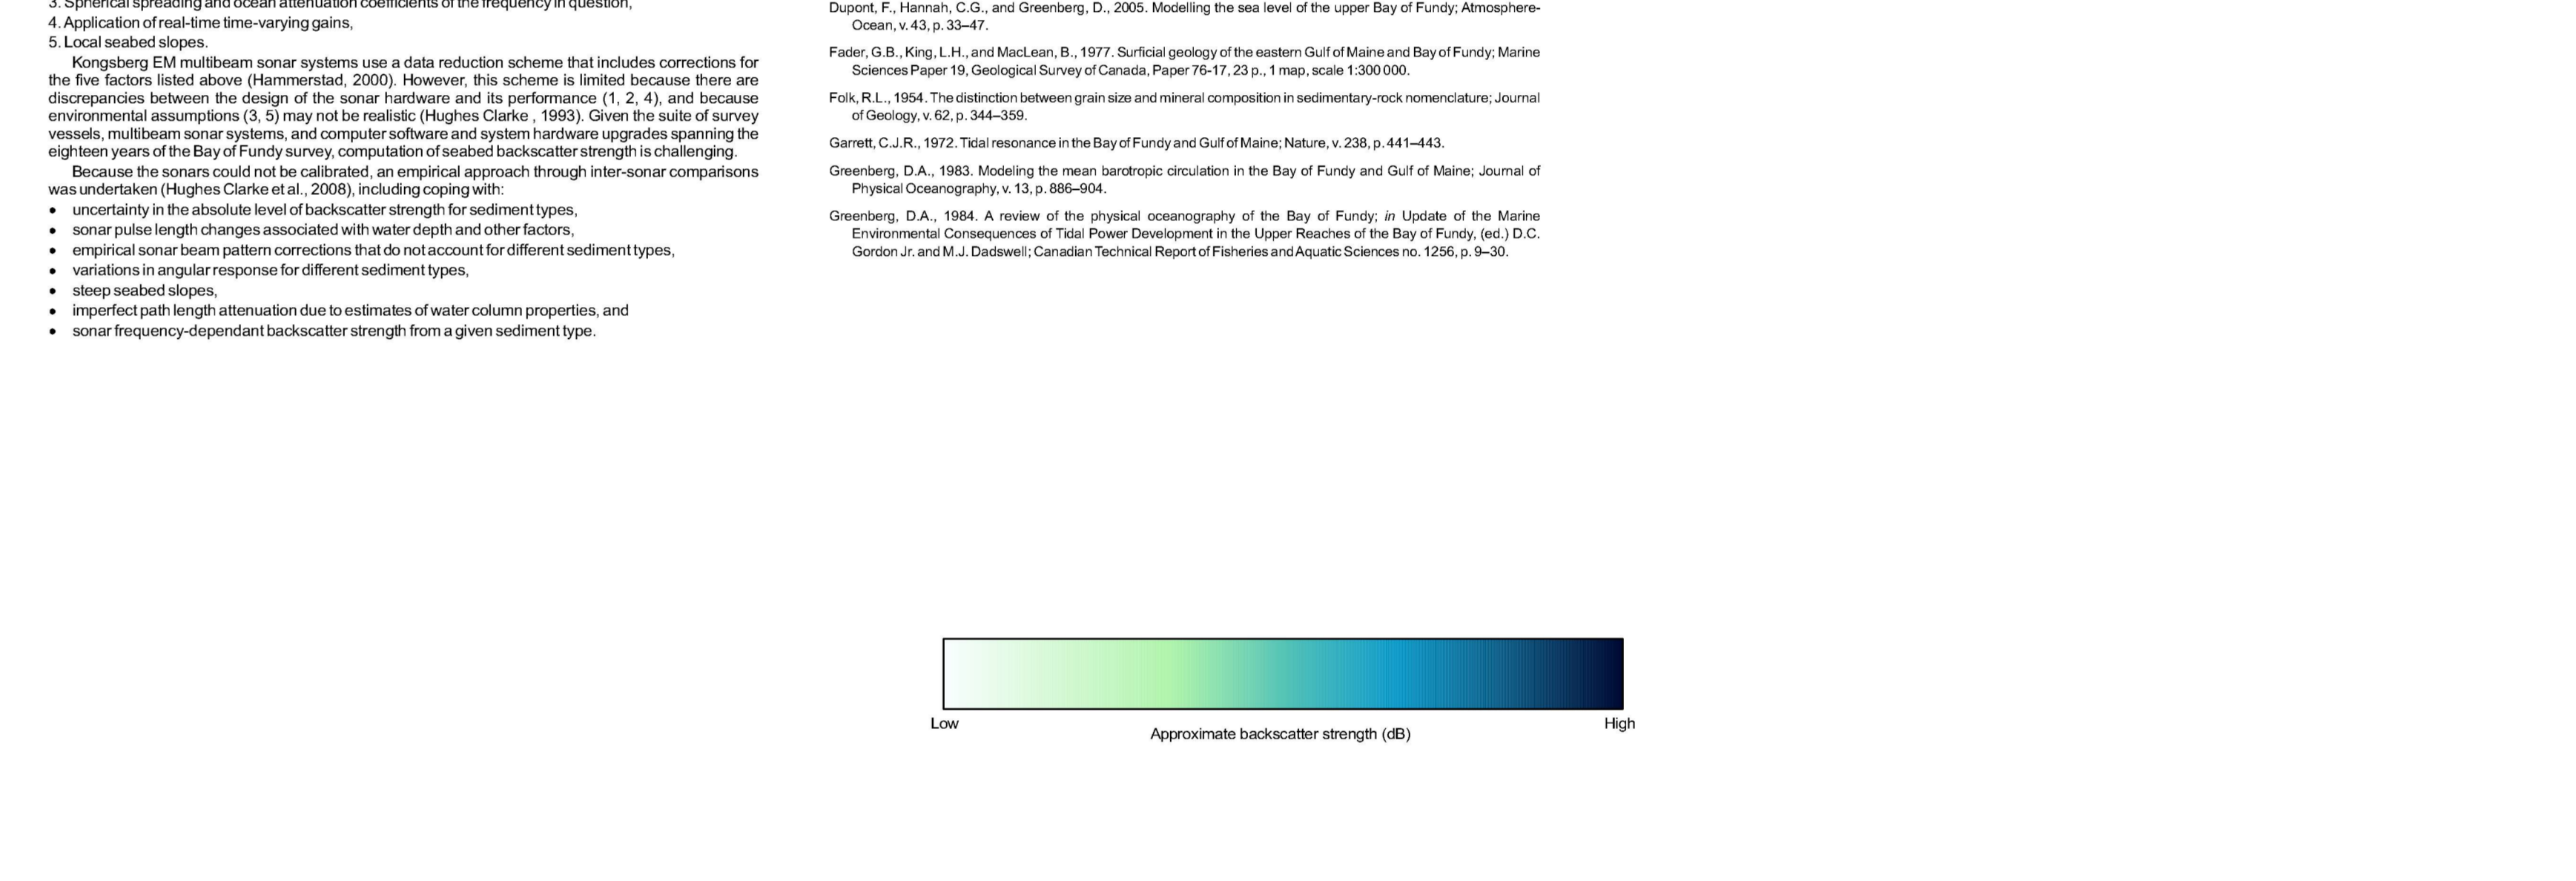 3. Spherical spreading and ocean attenuation coefficients of the frequency in question,
4. Application of real-time time-varying gains,
5. Local seabed slopes.
Kongsberg EM multibeam sonar systems use a data reduction scheme that includes corrections for
the five factors listed above (Hammerstad, 2000). However, this scheme is limited because there are
discrepancies between the design of the sonar hardware and its performance (1, 2, 4), and because
environmental assumptions (3, 5) may not be realistic (Hughes Clarke , 1993). Given the suite of survey
vessels, multibeam sonar systems, and computer software and system hardware upgrades spanning the
eighteen years of the Bay of Fundy survey, computation of seabed backscatter strength is challenging.
Because the sonars could not be calibrated, an empirical approach through inter-sonar comparisons
was undertaken (Hughes Clarke et al., 2008), including coping with:
• uncertainty in the absolute level of backscatter strength for sediment types,
• sonar pulse length changes associated with water depth and other factors,
• empirical sonar beam pattern corrections that do not account for different sediment types,
• variations in angular response for different sediment types,
• steep seabed slopes,
• imperfect path length attenuation due to estimates of water column properties, and
• sonar frequency-dependant backscatter strength from a given sediment type.
Dupont, F., Hannah, C.G., and Greenberg, D., 2005. Modelling the sea level of the upper Bay of Fundy; Atmosphere-
Ocean, v. 43, p. 33–47.
Fader, G.B., King, L.H., and MacLean, B., 1977. Surficial geology of the eastern Gulf of Maine and Bay of Fundy; Marine
Sciences Paper 19, Geological Survey of Canada, Paper 76-17, 23 p., 1 map, scale 1:300 000.
Folk, R.L., 1954. The distinction between grain size and mineral composition in sedimentary-rock nomenclature; Journal
of Geology, v. 62, p. 344–359.
Garrett, C.J.R., 1972. Tidal resonance in the Bay of Fundy and Gulf of Maine; Nature, v. 238, p. 441–443.
Greenberg, D.A., 1983. Modeling the mean barotropic circulation in the Bay of Fundy and Gulf of Maine; Journal of
Physical Oceanography, v. 13, p. 886–904.
Greenberg, D.A., 1984. A review of the physical oceanography of the Bay of Fundy; in Update of the Marine
Environmental Consequences of Tidal Power Development in the Upper Reaches of the Bay of Fundy, (ed.) D.C.
Gordon Jr. and M.J. Dadswell; Canadian Technical Report of Fisheries and Aquatic Sciences no. 1256, p. 9–30.
Low
High
Approximate backscatter strength (dB)